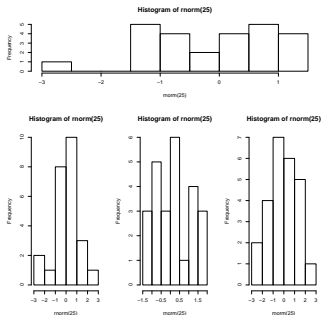 Histogram of rnorm(25)
Frequency
0 1 2 3 4 5
−3 −2 −1 0 1
rnorm(25)
Histogram of rnorm(25)
Frequency
0 2 4 6 8 10
−3 −2 −1 0 1 2 3
rnorm(25)
Histogram of rnorm(25)
Frequency
0 1 2 3 4 5 6
−1.5 −0.5 0.5 1.5
rnorm(25)
Histogram of rnorm(25)
Frequency
0 1 2 3 4 5 6 7
−3 −2 −1 0 1 2 3
rnorm(25)